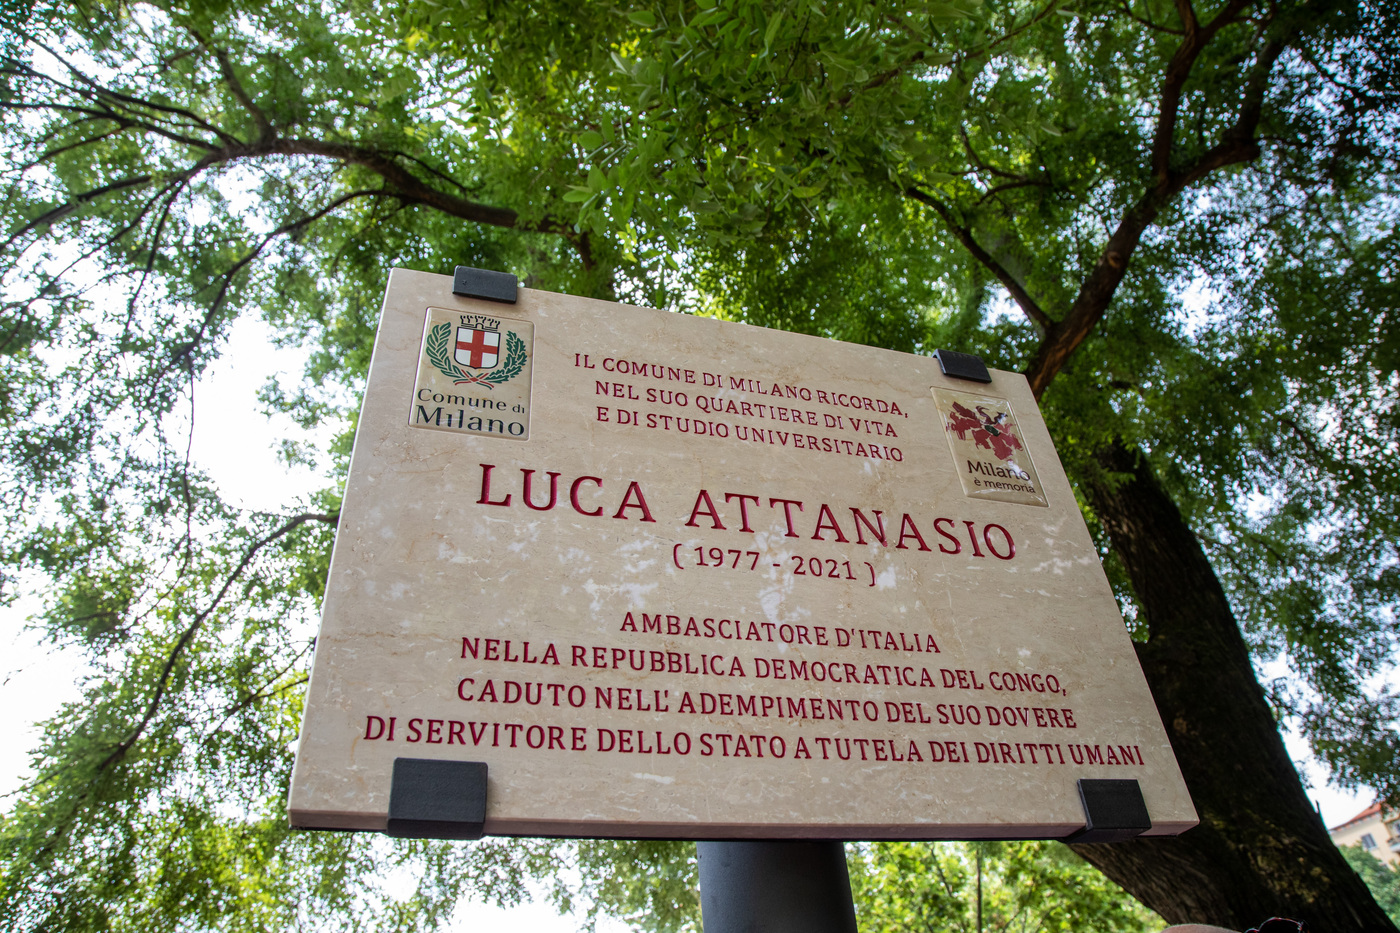 Comune di
Milano
IL COMUNE DI MILANO RICORDA,
NEL SUO QUARTIERE DI VITA
E DI STUDIO UNIVERSITARIO
Milano
è memoria
LUCA ATTANASIO
( 1977 - 2021 )
AMBASCIATORE D'ITALIA
NELLA REPUBBLICA DEMOCRATICA DEL CONGO,
CADUTO NELL' ADEMPIMENTO DEL SUO DOVERE
DI SERVITORE DELLO STATO A TUTELA DEI DIRITTI UMANI